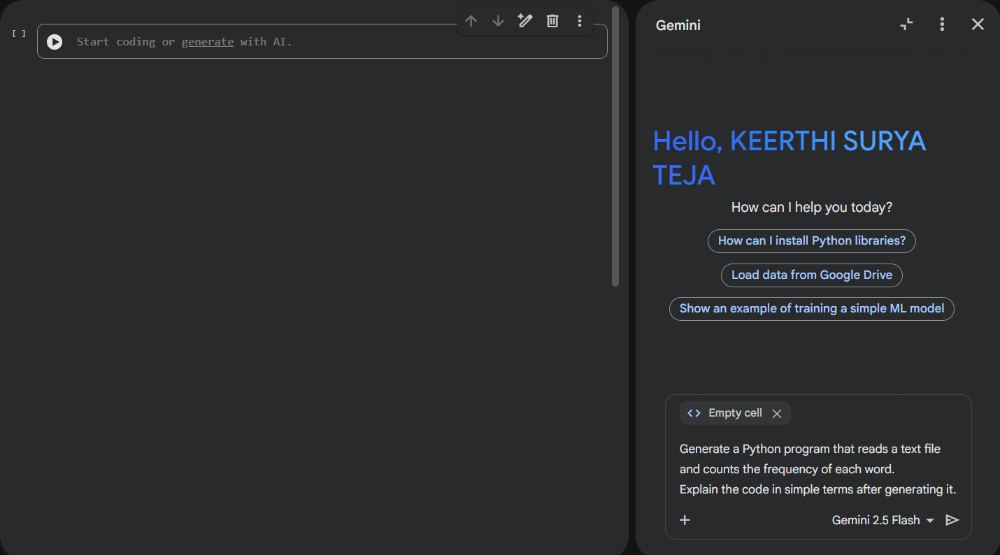 [ ]
Start coding or generate with AI.
Gemini
Hello, KEERTHI SURYA
TEJA
How can I help you today?
How can I install Python libraries?
Load data from Google Drive
Show an example of training a simple ML model
<> Empty cell
Generate a Python program that reads a text file
and counts the frequency of each word.
Explain the code in simple terms after generating it.
Gemini 2.5 Flash